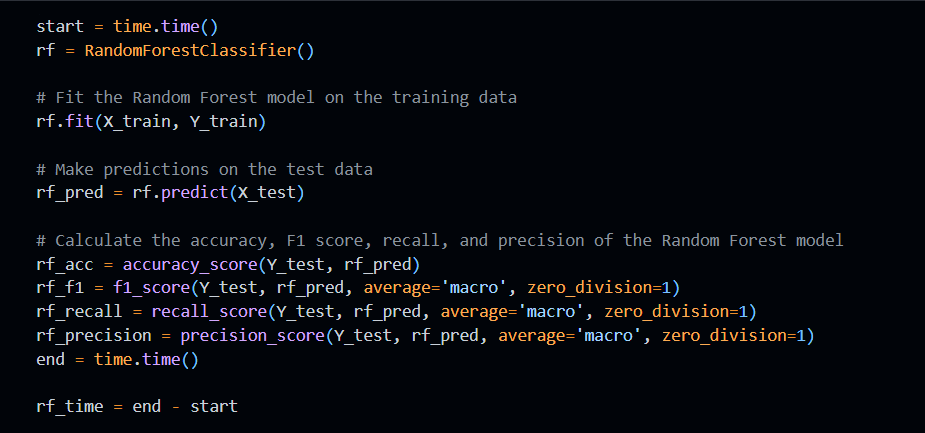 start = time.time()
rf = RandomForestClassifier()
# Fit the Random Forest model on the training data
rf.fit(X_train, Y_train)
# Make predictions on the test data
rf_pred = rf.predict(X_test)
# Calculate the accuracy, F1 score, recall, and precision of the Random Forest model
rf_acc = accuracy_score(Y_test, rf_pred)
rf_f1 = f1_score(Y_test, rf_pred, average='macro', zero_division=1)
rf_recall = recall_score(Y_test, rf_pred, average='macro', zero_division=1)
rf_precision = precision_score(Y_test, rf_pred, average='macro', zero_division=1)
end = time.time()
rf_time = end - start